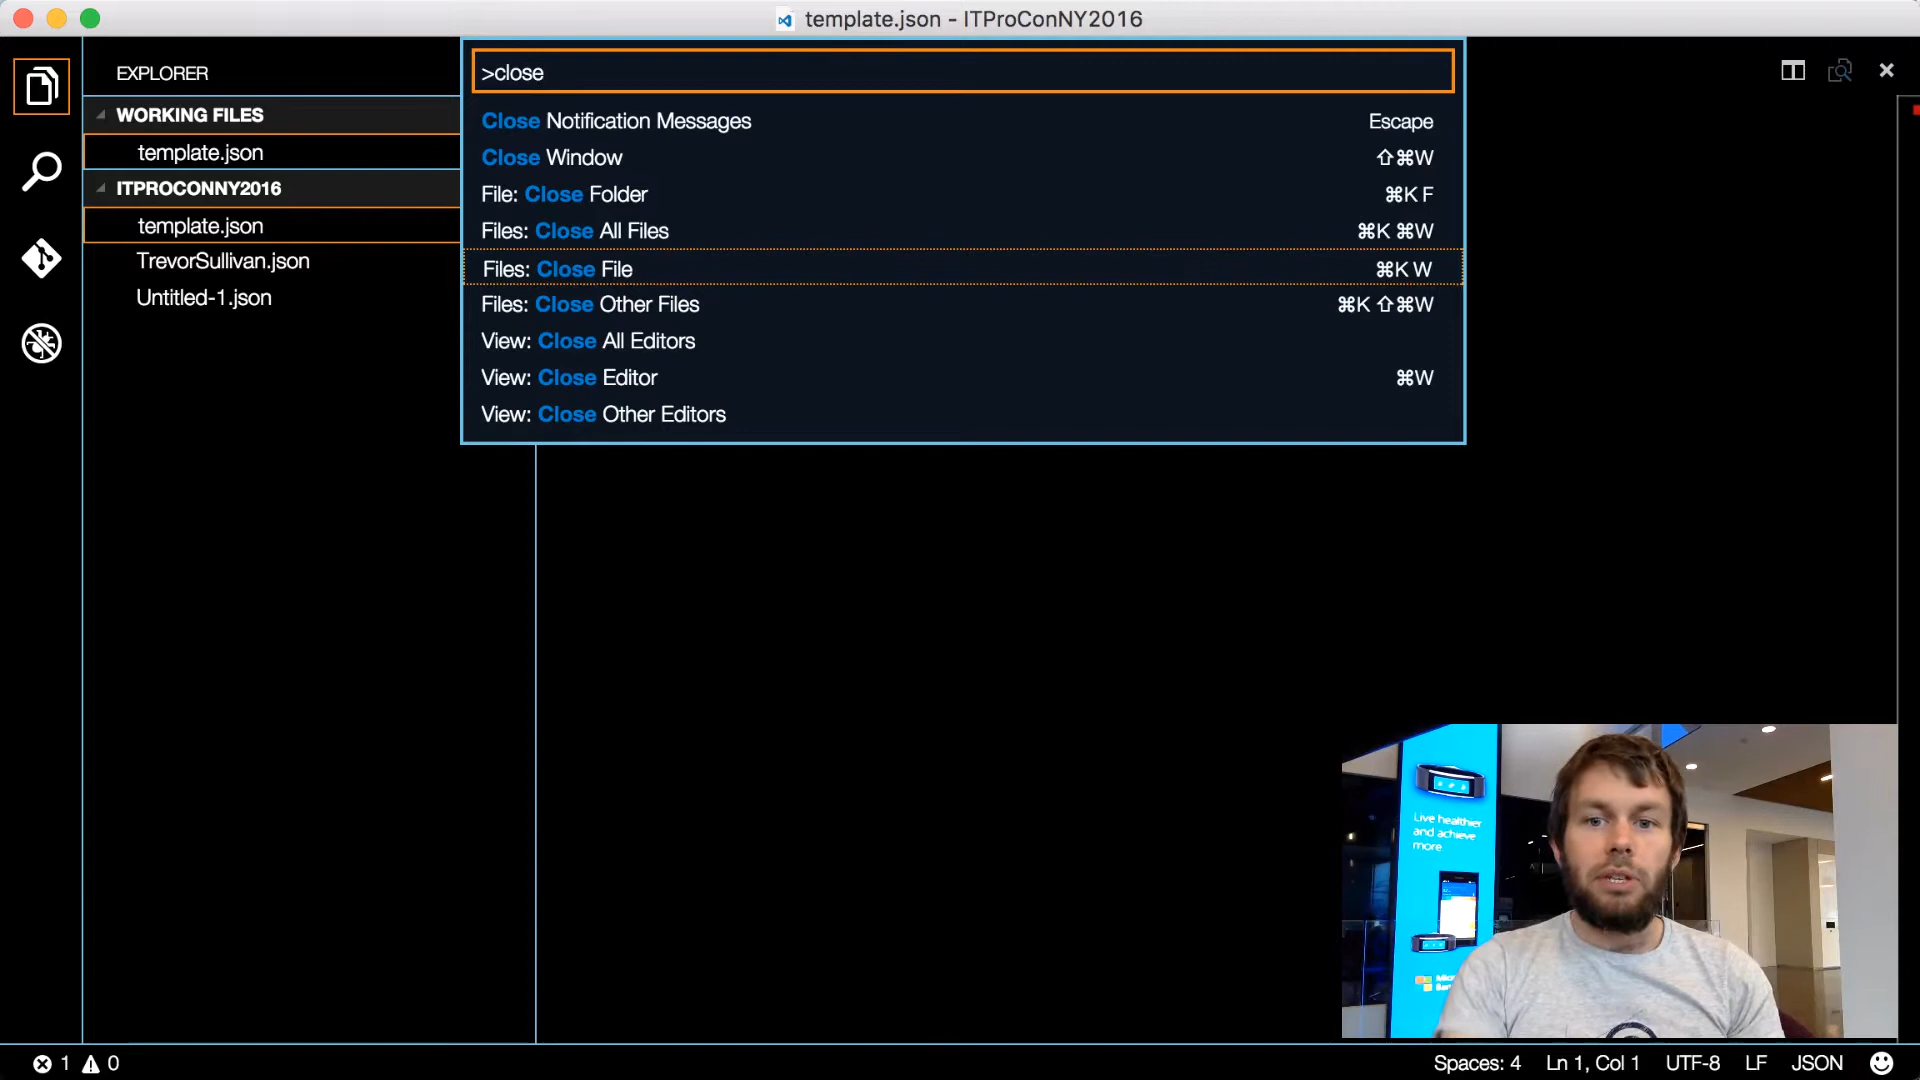 template.json - ITProConNY2016
EXPLORER
WORKING FILES
template.json
ITPROCONNY2016
template.json
TrevorSullivan.json
Untitled-1.json
>close
Close Notification Messages Escape
Close Window ⇧⌘W
File: Close Folder ⌘K F
Files: Close All Files ⌘K ⌘W
Files: Close File ⌘K W
Files: Close Other Files ⌘K ⇧⌘W
View: Close All Editors
View: Close Editor ⌘W
View: Close Other Editors
Live healthier
and achieve
more
1 0
Spaces: 4 Ln 1, Col 1 UTF-8 LF JSON